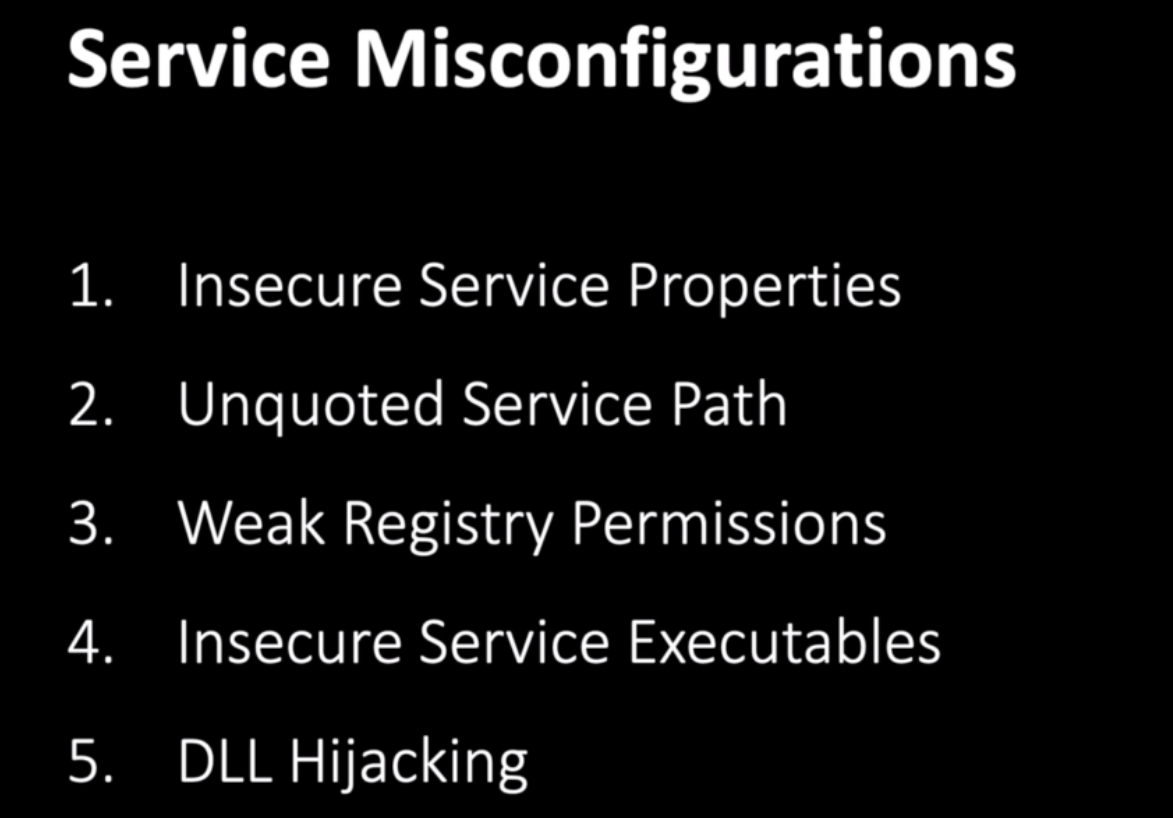 Service Misconfigurations
1. Insecure Service Properties
2. Unquoted Service Path
3. Weak Registry Permissions
4. Insecure Service Executables
5. DLL Hijacking